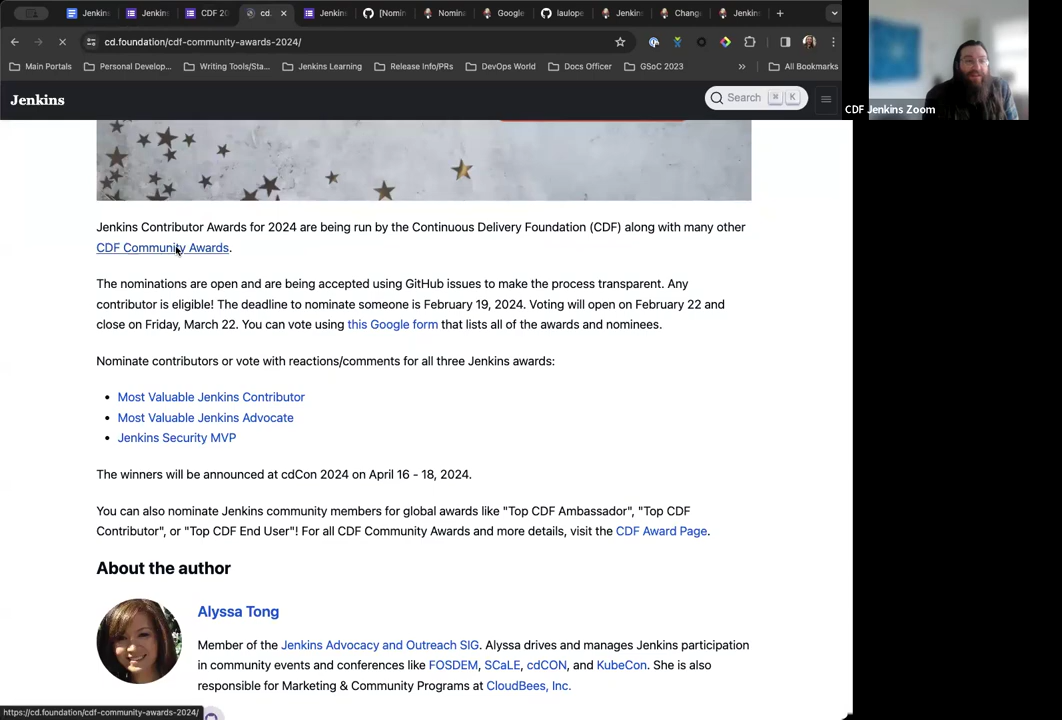 Jenkin
Jenkins
CDF 20
cd.
Jenkins
[Nomin
Nomina
Google
laulope
Jenkins
Change
Jenkins
cd.foundation/cdf-community-awards-2024/
Main Portals
Personal Develop...
Writing Tools/Sta...
Jenkins Learning
Release Info/PRs
DevOps World
Docs Officer
GSoC 2023
»
All Bookmarks
Jenkins
Search
⌘ K
CDF Jenkins Zoom
Jenkins Contributor Awards for 2024 are being run by the Continuous Delivery Foundation (CDF) along with many other
CDF Community Awards.
The nominations are open and are being accepted using GitHub issues to make the process transparent. Any
contributor is eligible! The deadline to nominate someone is February 19, 2024. Voting will open on February 22 and
close on Friday, March 22. You can vote using this Google form that lists all of the awards and nominees.
Nominate contributors or vote with reactions/comments for all three Jenkins awards:
• Most Valuable Jenkins Contributor
• Most Valuable Jenkins Advocate
• Jenkins Security MVP
The winners will be announced at cdCon 2024 on April 16 - 18, 2024.
You can also nominate Jenkins community members for global awards like "Top CDF Ambassador", "Top CDF
Contributor", or "Top CDF End User"! For all CDF Community Awards and more details, visit the CDF Award Page.
About the author
Alyssa Tong
Member of the Jenkins Advocacy and Outreach SIG. Alyssa drives and manages Jenkins participation
in community events and conferences like FOSDEM, SCaLE, cdCON, and KubeCon. She is also
responsible for Marketing & Community Programs at CloudBees, Inc.
https://cd.foundation/cdf-community-awards-2024/